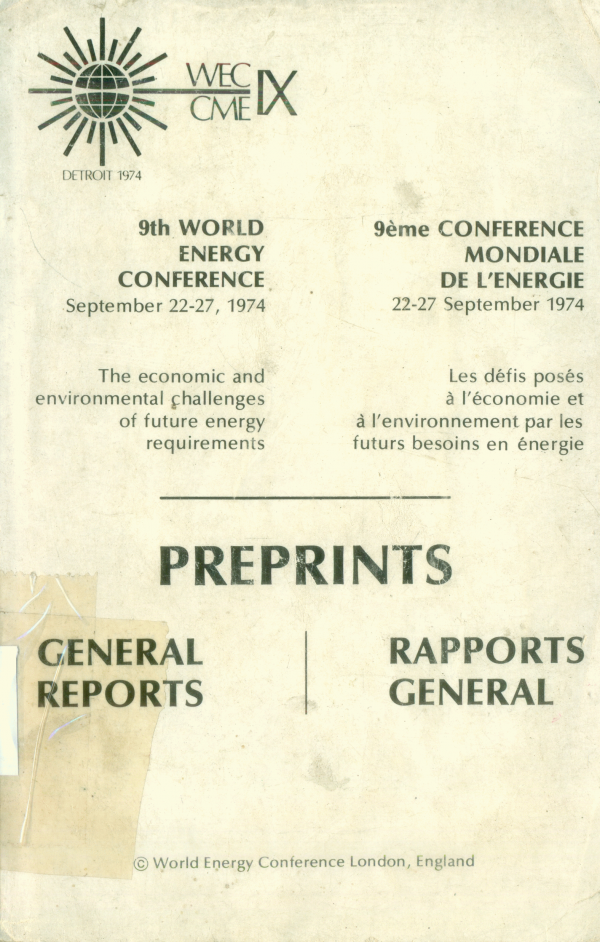 WEC
CME IX
DETROIT 1974
9th WORLD
ENERGY
CONFERENCE
September 22-27, 1974
The economic and
environmental challenges
of future energy
requirements
9ème CONFERENCE
MONDIALE
DE L'ENERGIE
22-27 September 1974
Les défis posés
à l'économie et
à l'environnement par les
futurs besoins en énergie
PREPRINTS
GENERAL
REPORTS
RAPPORTS
GENERAL
© World Energy Conference London, England